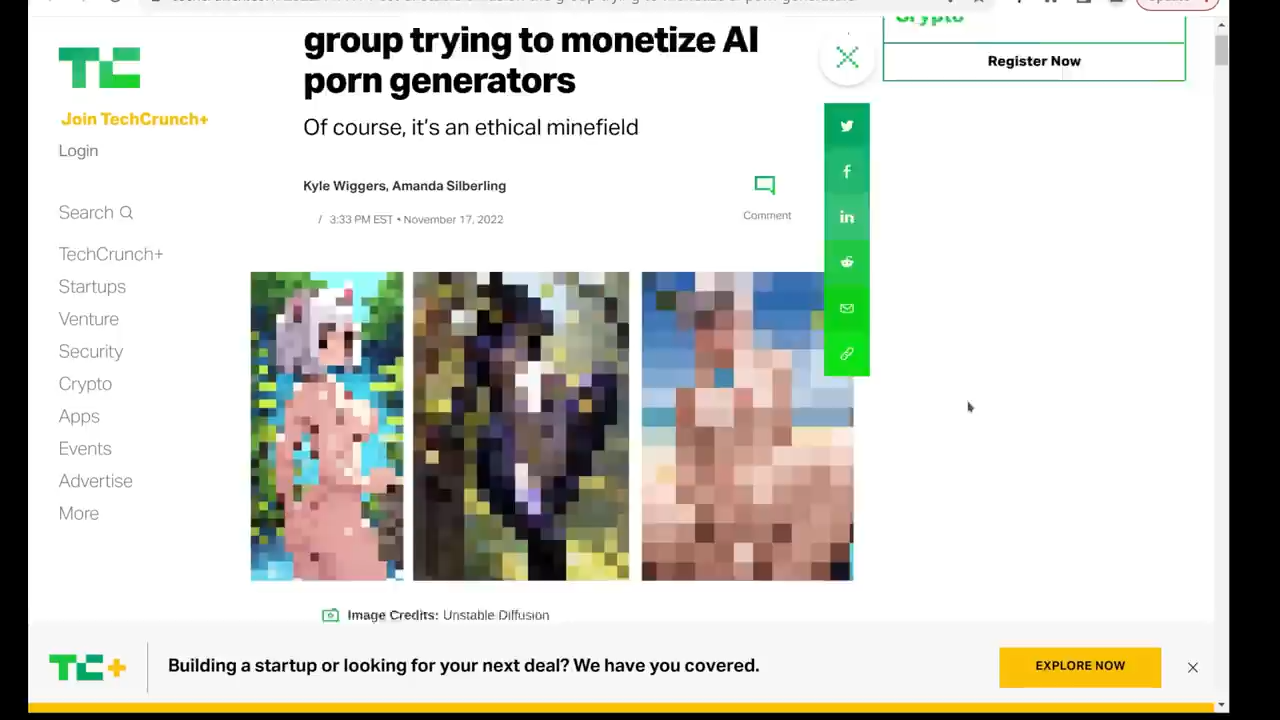 Crypto
Register Now
group trying to monetize AI
porn generators
Of course, it's an ethical minefield
Kyle Wiggers, Amanda Silberling
/ 3:33 PM EST • November 17, 2022
Comment
TC
Join TechCrunch+
Login
Search
TechCrunch+
Startups
Venture
Security
Crypto
Apps
Events
Advertise
More
Image Credits: Unstable Diffusion
TC+
Building a startup or looking for your next deal? We have you covered.
EXPLORE NOW